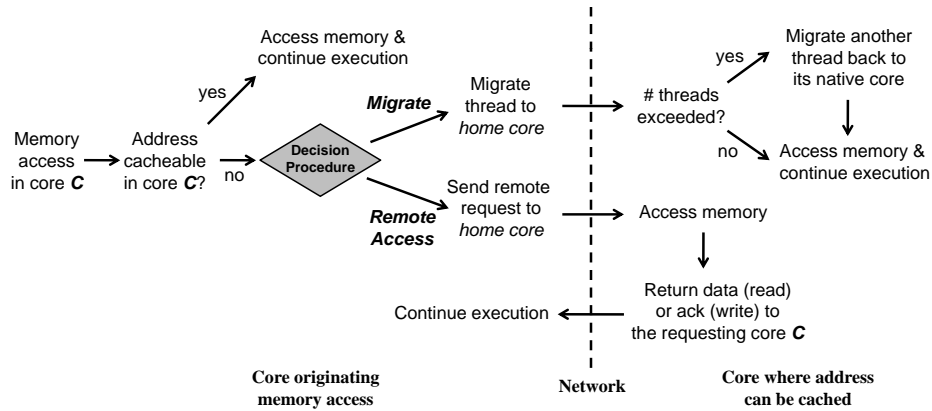 Access memory &
continue execution
yes
Memory
access
in core C
Address
cacheable
in core C?
no
Decision
Procedure
Migrate
Migrate
thread to
home core
# threads
exceeded?
yes
Migrate another
thread back to
its native core
no
Access memory &
continue execution
Remote
Access
Send remote
request to
home core
Access memory
Return data (read)
or ack (write) to
the requesting core C
Continue execution
Core originating
memory access
Network
Core where address
can be cached